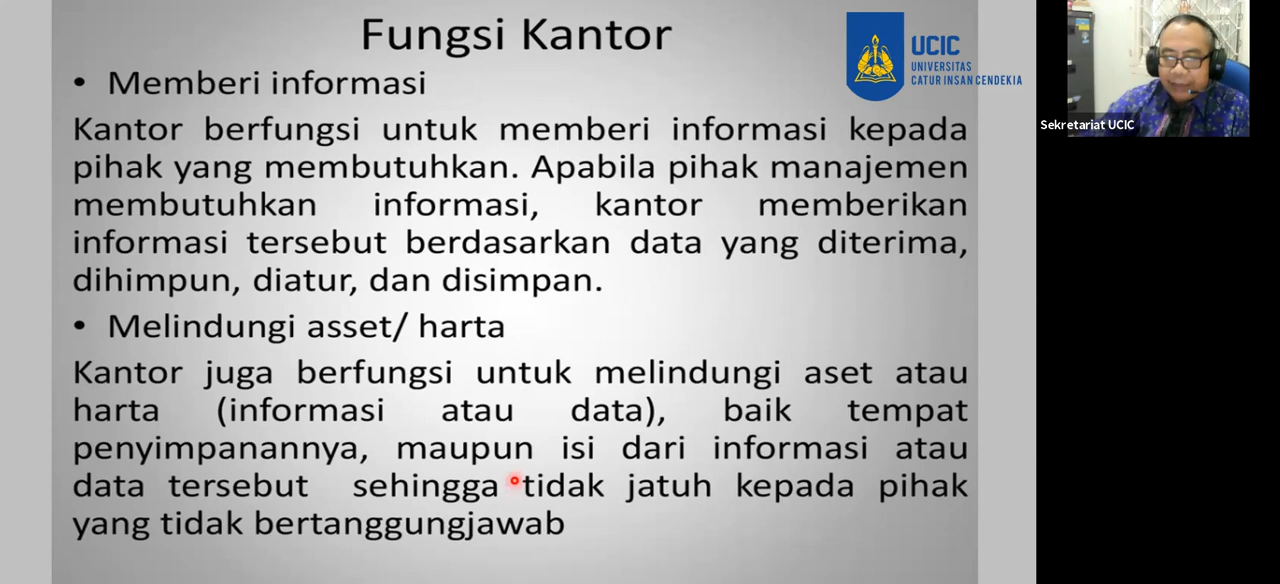 Fungsi Kantor
UCIC
UNIVERSITAS
CATUR INSAN CENDEKIA
• Memberi informasi
Kantor berfungsi untuk memberi informasi kepada
pihak yang membutuhkan. Apabila pihak manajemen
membutuhkan informasi, kantor memberikan
informasi tersebut berdasarkan data yang diterima,
dihimpun, diatur, dan disimpan.
• Melindungi asset/ harta
Kantor juga berfungsi untuk melindungi aset atau
harta (informasi atau data), baik tempat
penyimpanannya, maupun isi dari informasi atau
data tersebut sehingga tidak jatuh kepada pihak
yang tidak bertanggungjawab
Sekretariat UCIC